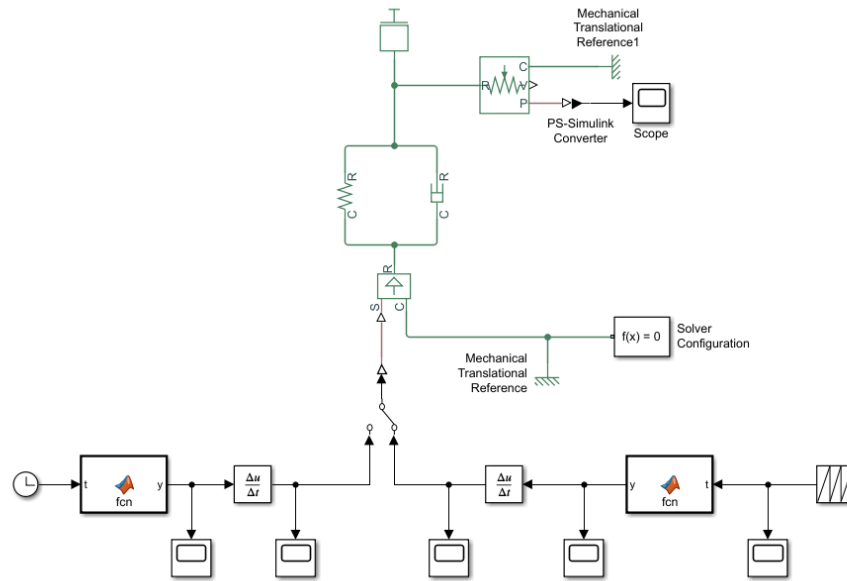 Mechanical
Translational
Reference1
C
R
V
P
PS-Simulink
Converter
Scope
R
R
C
C
R
S
C
f(x) = 0
Solver
Configuration
Mechanical
Translational
Reference
t
y
fcn
Δu
Δt
Δu
Δt
y
t
fcn